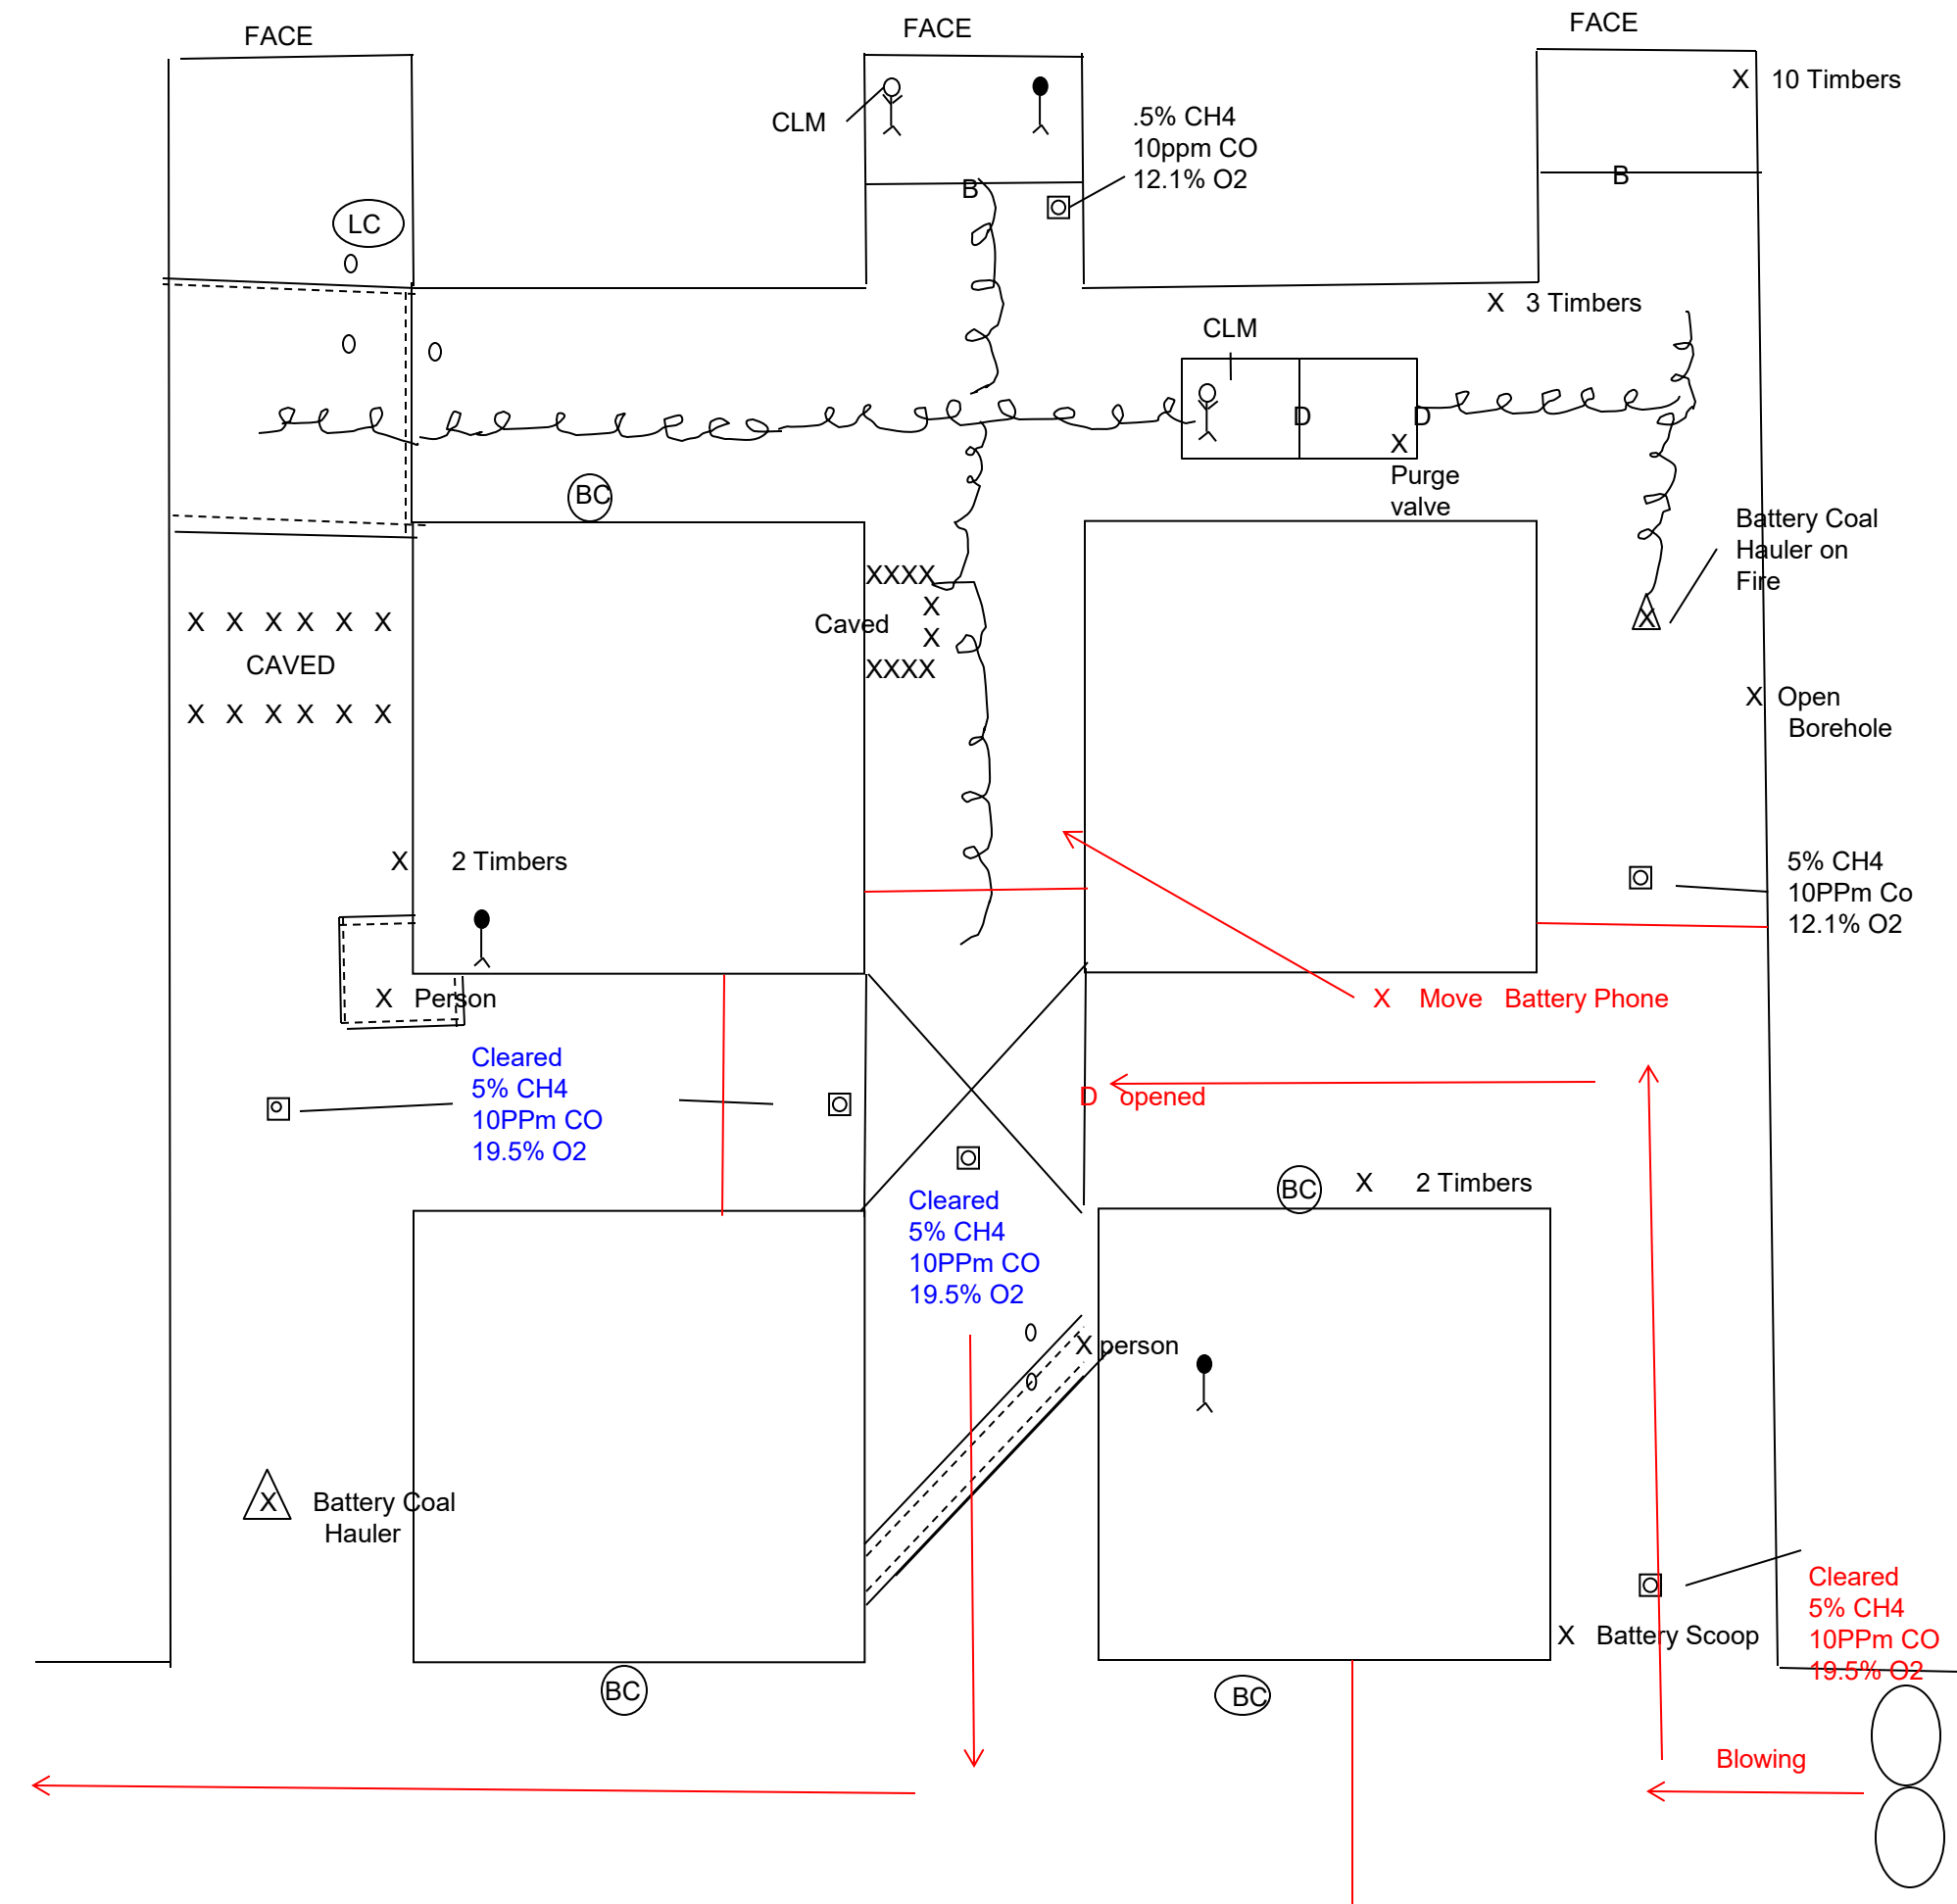 FACE
FACE
FACE
X 10 Timbers
CLM
.5% CH4
10ppm CO
12.1% O2
B
B
LC
X 3 Timbers
CLM
D
D
X
Purge
valve
BC
Battery Coal
Hauler on
Fire
X
XXXX
X
Caved
X
XXXX
X X X X X X
CAVED
X X X X X X
X Open
Borehole
X 2 Timbers
5% CH4
10PPm Co
12.1% O2
X Person
X Move Battery Phone
Cleared
5% CH4
10PPm CO
19.5% O2
D opened
BC
X 2 Timbers
Cleared
5% CH4
10PPm CO
19.5% O2
X person
X
Battery Coal
Hauler
Cleared
5% CH4
10PPm CO
19.5% O2
X Battery Scoop
BC
BC
Blowing